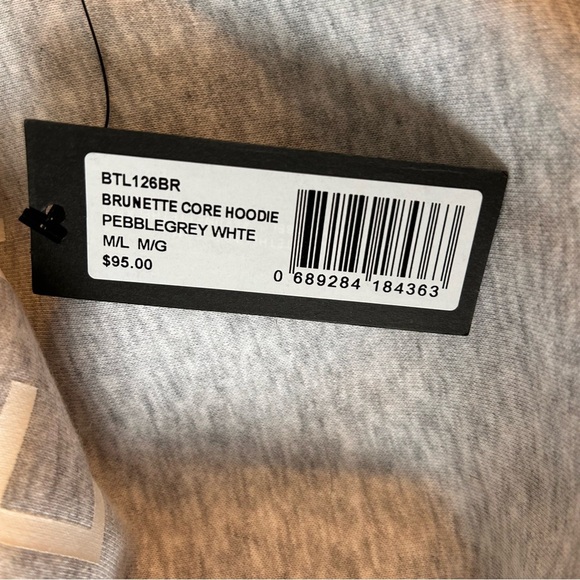 BTL126BR
BRUNETTE CORE HOODIE
PEBBLEGREY WHTE
M/L M/G
$95.00
0 689284 184363